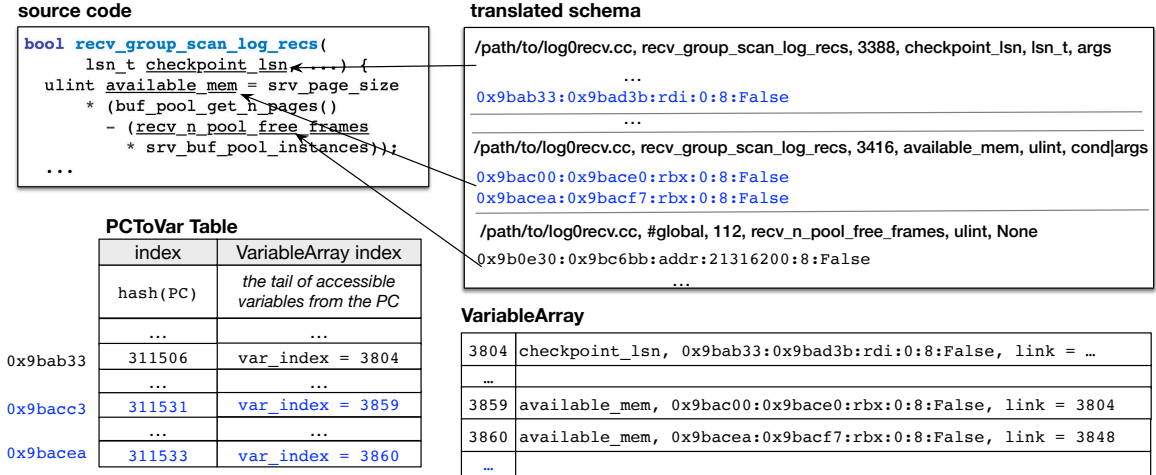 source code
bool recv_group_scan_log_recs(
lsn_t checkpoint_lsn, ...) {
ulint available_mem = srv_page_size
* (buf_pool_get_n_pages()
- (recv_n_pool_free_frames
* srv_buf_pool_instances));
...
translated schema
/path/to/log0recv.cc, recv_group_scan_log_recs, 3388, checkpoint_lsn, lsn_t, args
...
0x9bab33:0x9bad3b:rdi:0:8:False
...
/path/to/log0recv.cc, recv_group_scan_log_recs, 3416, available_mem, ulint, cond|args
0x9bac00:0x9bace0:rbx:0:8:False
0x9bacea:0x9bacf7:rbx:0:8:False
/path/to/log0recv.cc, #global, 112, recv_n_pool_free_frames, ulint, None
0x9b0e30:0x9bc6bb:addr:21316200:8:False
...
PCToVar Table
index VariableArray index
hash(PC) the tail of accessible
variables from the PC
... ...
0x9bab33 311506 var_index = 3804
... ...
0x9bacc3 311531 var_index = 3859
... ...
0x9bacea 311533 var_index = 3860
VariableArray
3804 checkpoint_lsn, 0x9bab33:0x9bad3b:rdi:0:8:False, link = …
…
3859 available_mem, 0x9bac00:0x9bace0:rbx:0:8:False, link = 3804
3860 available_mem, 0x9bacea:0x9bacf7:rbx:0:8:False, link = 3848
…